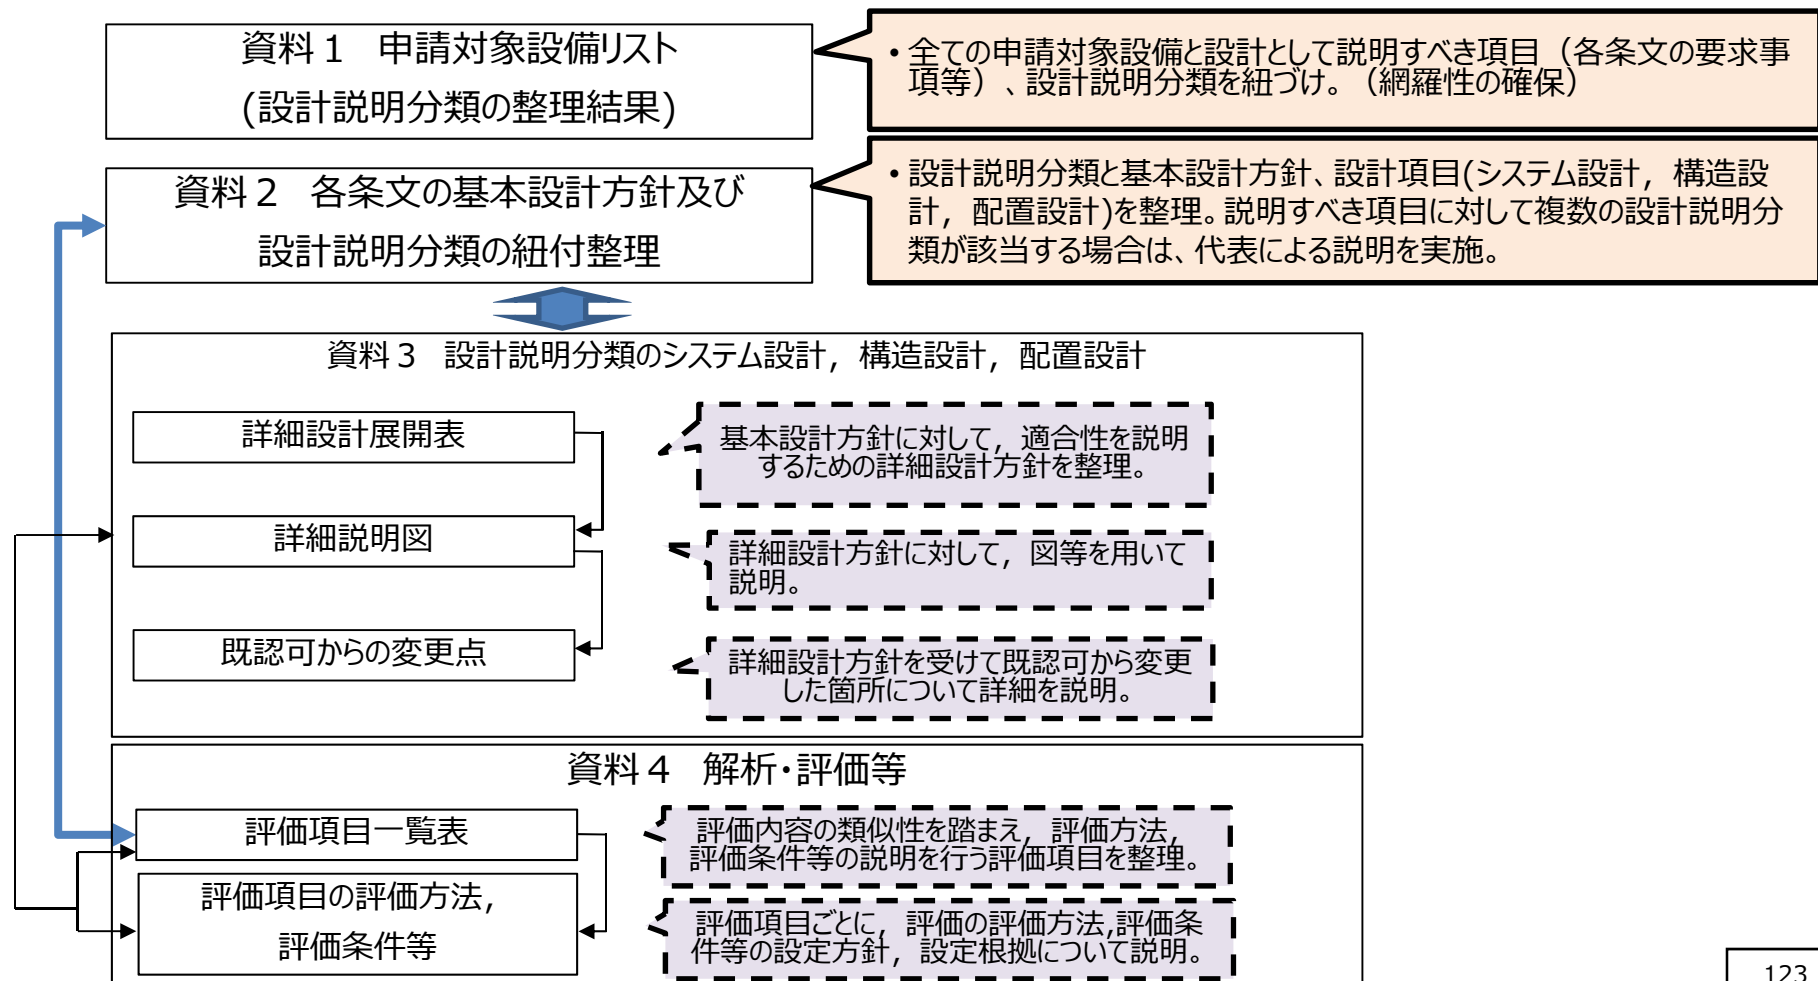 資料１　申請対象設備リスト
(設計説明分類の整理結果)
・全ての申請対象設備と設計として説明すべき項目（各条文の要求事
項等）、設計説明分類を紐づけ。（網羅性の確保）
資料２　各条文の基本設計方針及び
設計説明分類の紐付整理
・設計説明分類と基本設計方針、設計項目(システム設計，構造設
計，配置設計)を整理。説明すべき項目に対して複数の設計説明分
類が該当する場合は、代表による説明を実施。
資料３　設計説明分類のシステム設計，構造設計，配置設計
詳細設計展開表
基本設計方針に対して，適合性を説明
するための詳細設計方針を整理。
詳細説明図
詳細設計方針に対して，図等を用いて
説明。
既認可からの変更点
詳細設計方針を受けて既認可から変更
した箇所について詳細を説明。
資料４　解析・評価等
評価項目一覧表
評価内容の類似性を踏まえ，評価方法，
評価条件等の説明を行う評価項目を整理。
評価項目の評価方法，
評価条件等
評価項目ごとに，評価の評価方法,評価条
件等の設定方針，設定根拠について説明。
123